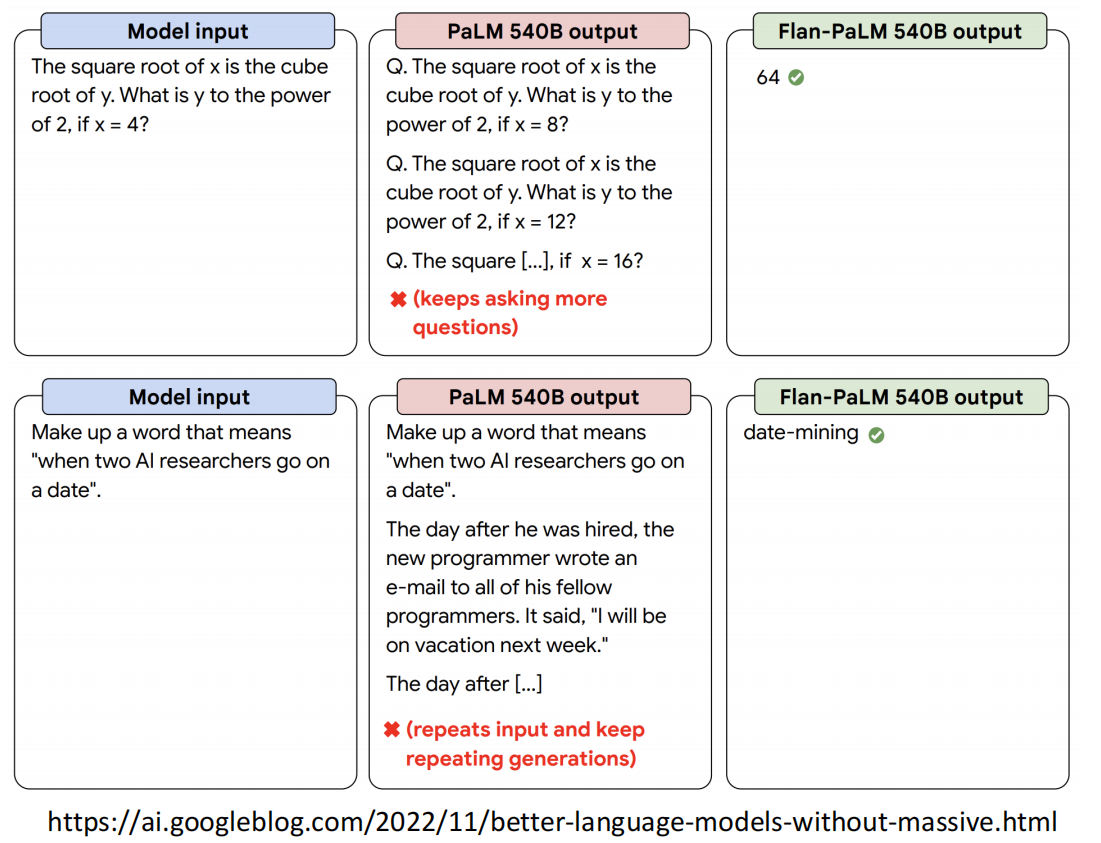 Model input
The square root of x is the cube
root of y. What is y to the power
of 2, if x = 4?
PaLM 540B output
Q. The square root of x is the
cube root of y. What is y to the
power of 2, if x = 8?
Q. The square root of x is the
cube root of y. What is y to the
power of 2, if x = 12?
Q. The square [...], if x = 16?
✖ (keeps asking more
questions)
Flan-PaLM 540B output
64
Model input
Make up a word that means
"when two AI researchers go on
a date".
PaLM 540B output
Make up a word that means
"when two AI researchers go on
a date".
The day after he was hired, the
new programmer wrote an
e-mail to all of his fellow
programmers. It said, "I will be
on vacation next week."
The day after [...]
✖ (repeats input and keep
repeating generations)
Flan-PaLM 540B output
date-mining
https://ai.googleblog.com/2022/11/better-language-models-without-massive.html